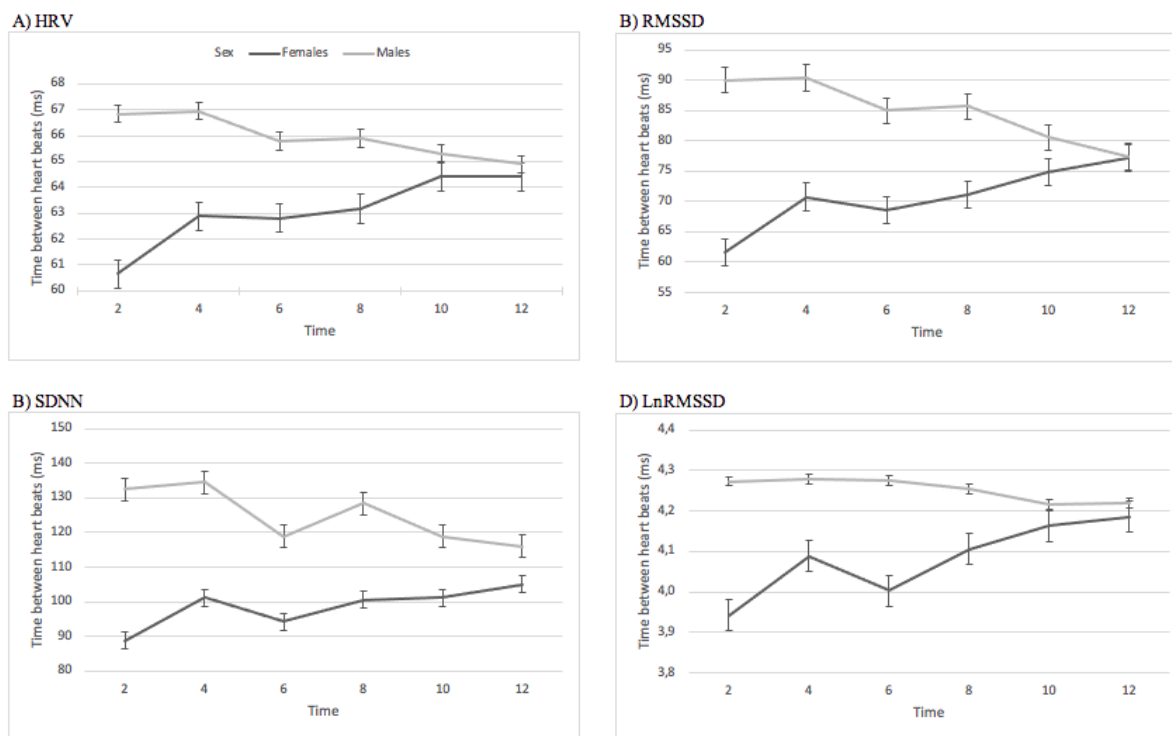 A) HRV
Sex Females Males
Time between heart beats (ms)
68
67
66
65
64
63
62
61
60
2 4 6 8 10 12
Time
B) RMSSD
Time between heart beats (ms)
95
90
85
80
75
70
65
60
55
2 4 6 8 10 12
Time
B) SDNN
Time between heart beats (ms)
150
140
130
120
110
100
90
80
2 4 6 8 10 12
Time
D) LnRMSSD
Time between heart beats (ms)
4,4
4,3
4,2
4,1
4,0
3,9
3,8
2 4 6 8 10 12
Time